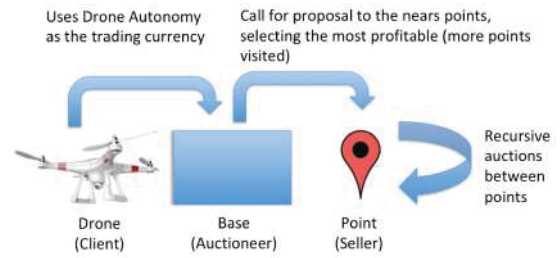 Uses Drone Autonomy
as the trading currency
Call for proposal to the nears points,
selecting the most profitable (more points
visited)
Recursive
auctions
between
points
Drone
(Client)
Base
(Auctioneer)
Point
(Seller)